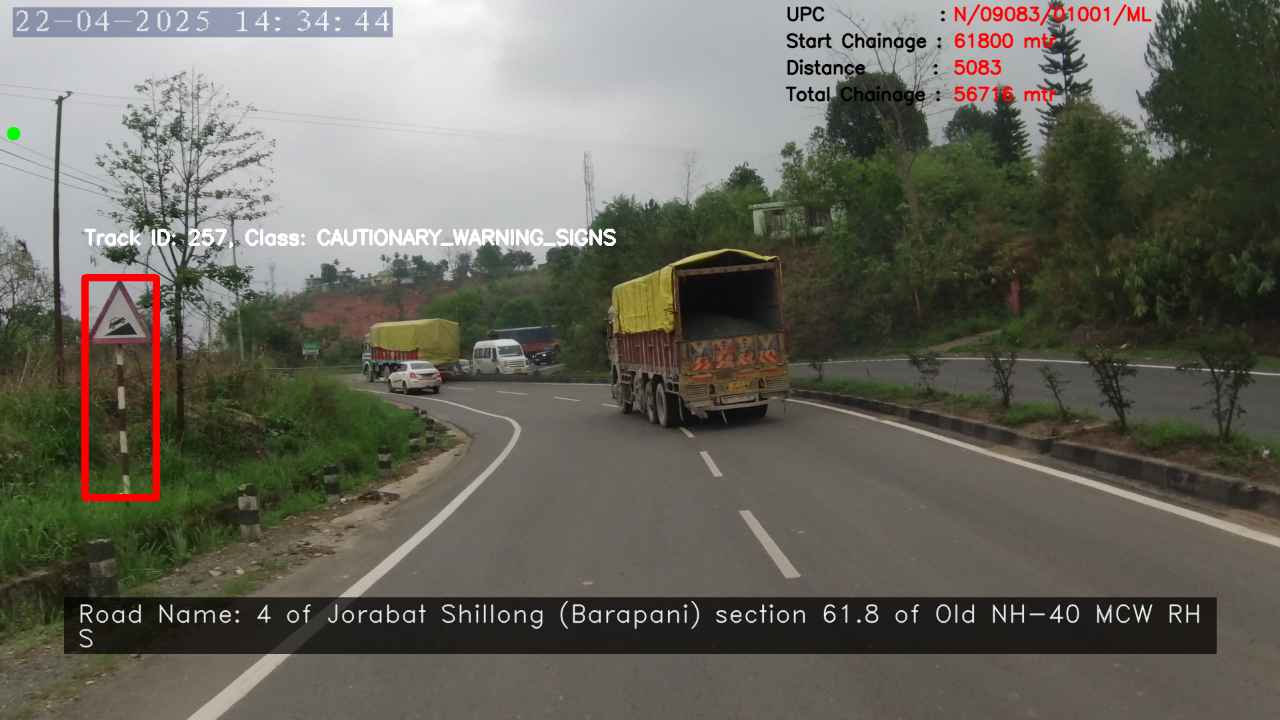 22-04-2025 14:34:44
UPC : N/09083/01001/ML
Start Chainage : 61800 mtr
Distance : 5083
Total Chainage : 56716 mtr
Track ID: 257, Class: CAUTIONARY_WARNING_SIGNS
Road Name: 4 of Jorabat Shillong (Barapani) section 61.8 of Old NH-40 MCW RH
S